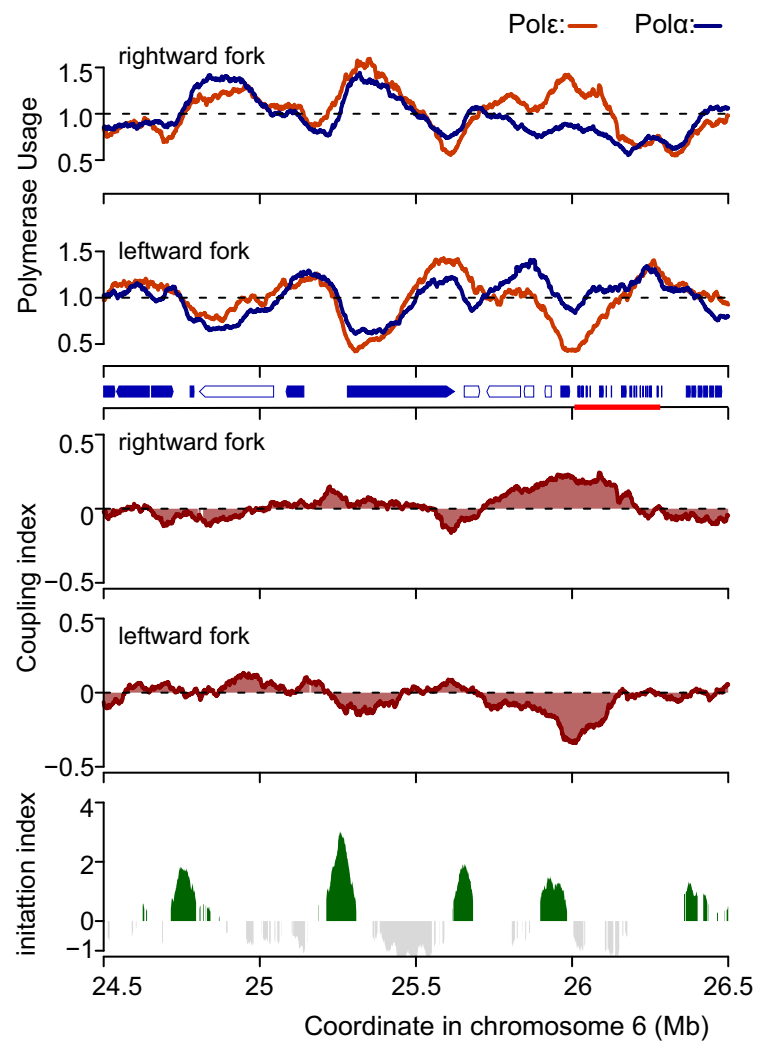 Polε: Polα:
rightward fork
1.5
1.0
0.5
leftward fork
1.5
1.0
0.5
Polymerase Usage
rightward fork
0.5
0
−0.5
leftward fork
0.5
0
−0.5
Coupling index
4
2
0
−1
initattion index
24.5 25 25.5 26 26.5
Coordinate in chromosome 6 (Mb)